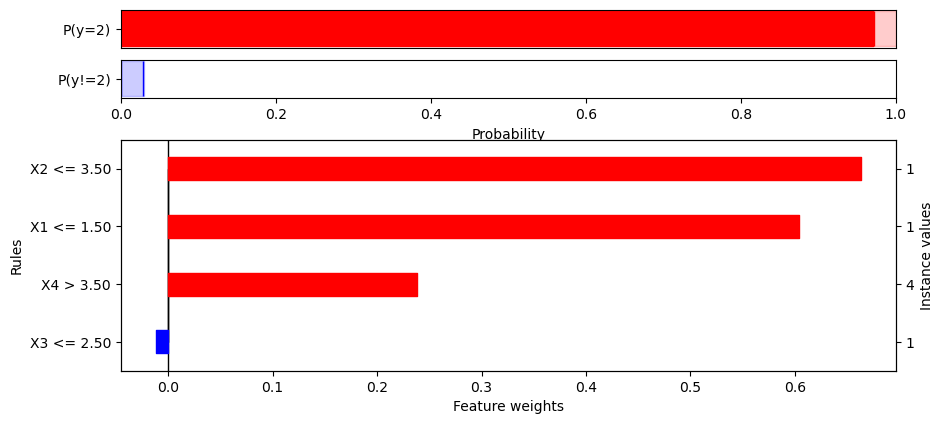 P(y=2)
P(y!=2)
0.0 0.2 0.4 0.6 0.8 1.0
Probability
X2 <= 3.50 1
X1 <= 1.50 1
X4 > 3.50 4
X3 <= 2.50 1
Rules
Instance values
0.0 0.1 0.2 0.3 0.4 0.5 0.6
Feature weights